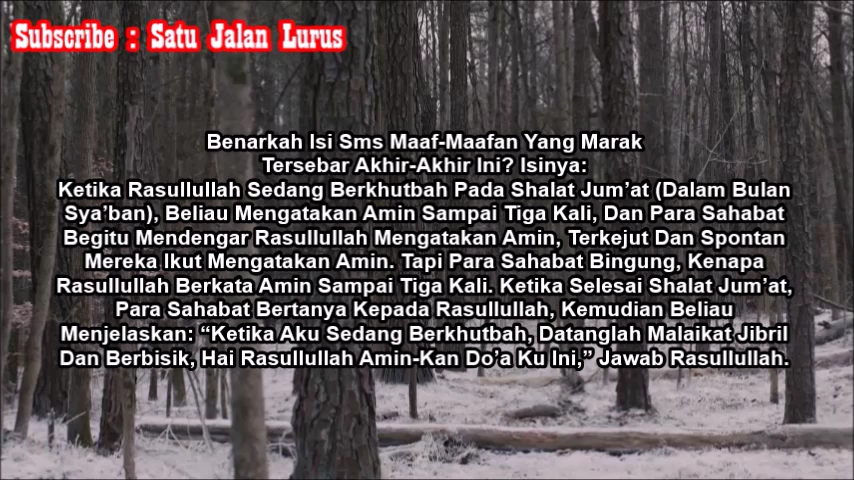 Subscribe : Satu Jalan Lurus
Benarkah Isi Sms Maaf-Maafan Yang Marak
Tersebar Akhir-Akhir Ini? Isinya:
Ketika Rasullullah Sedang Berkhutbah Pada Shalat Jum’at (Dalam Bulan
Sya’ban), Beliau Mengatakan Amin Sampai Tiga Kali, Dan Para Sahabat
Begitu Mendengar Rasullullah Mengatakan Amin, Terkejut Dan Spontan
Mereka Ikut Mengatakan Amin. Tapi Para Sahabat Bingung, Kenapa
Rasullullah Berkata Amin Sampai Tiga Kali. Ketika Selesai Shalat Jum’at,
Para Sahabat Bertanya Kepada Rasullullah, Kemudian Beliau
Menjelaskan: “Ketika Aku Sedang Berkhutbah, Datanglah Malaikat Jibril
Dan Berbisik, Hai Rasullullah Amin-Kan Do’a Ku Ini,” Jawab Rasullullah.